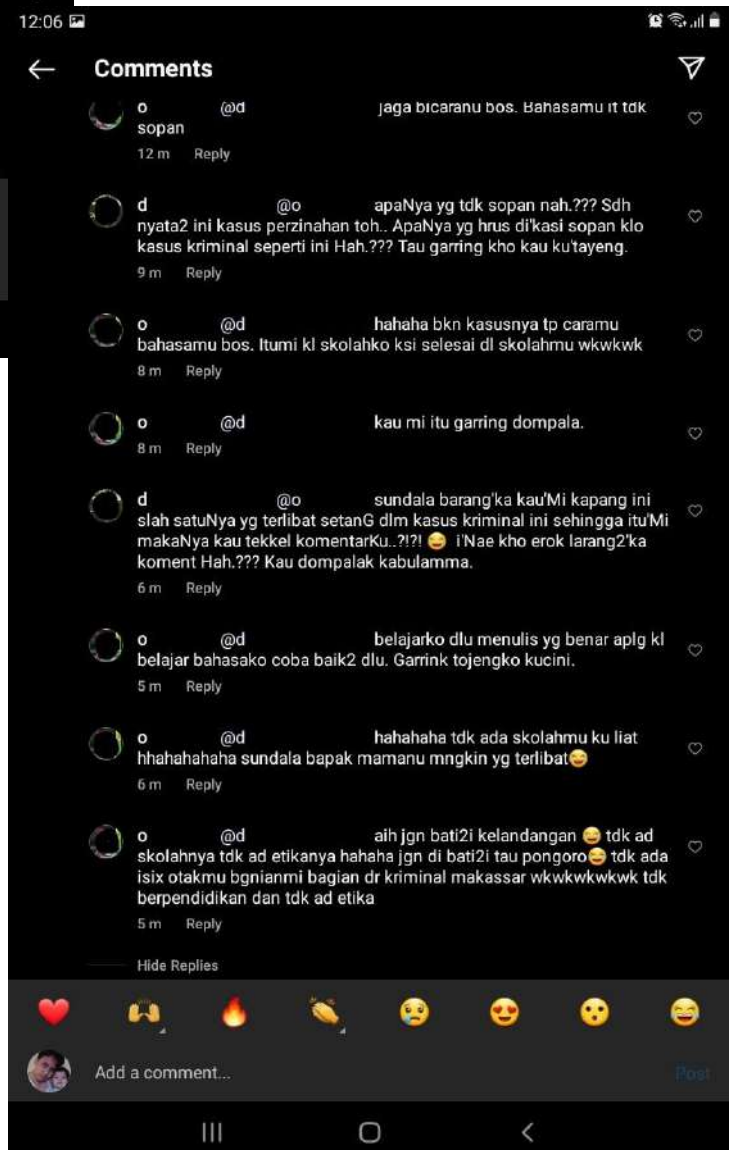 12:06
Comments
o @d jaga bicaranu bos. Bahasamu it tdk
sopan
12 m Reply
d @o apaNya yg tdk sopan nah.??? Sdh
nyata2 ini kasus perzinahan toh.. ApaNya yg hrus di'kasi sopan klo
kasus kriminal seperti ini Hah.??? Tau garring kho kau ku'tayeng.
9 m Reply
o @d hahaha bkn kasusnya tp caramu
bahasamu bos. Itumi kl skolahko ksi selesai dl skolahmu wkwkwk
8 m Reply
o @d kau mi itu garring dompala.
8 m Reply
d @o sundala barang'ka kau'Mi kapang ini
slah satuNya yg terlibat setanG dlm kasus kriminal ini sehingga itu'Mi
makaNya kau tekkel komentarKu..?!?! 😂 i'Nae kho erok larang2'ka
koment Hah.??? Kau dompalak kabulamma.
6 m Reply
o @d belajarko dlu menulis yg benar aplg kl
belajar bahasako coba baik2 dlu. Garrink tojengko kucini.
5 m Reply
o @d hahahaha tdk ada skolahmu ku liat
hhahahahaha sundala bapak mamanu mngkin yg terlibat😂
6 m Reply
o @d aih jgn bati2i kelandangan 😂 tdk ad
skolahnya tdk ad etikanya hahaha jgn di bati2i tau pongoro😂 tdk ada
isix otakmu bgnianmi bagian dr kriminal makassar wkwkwkwkwk tdk
berpendidikan dan tdk ad etika
5 m Reply
Hide Replies
Add a comment...
Post